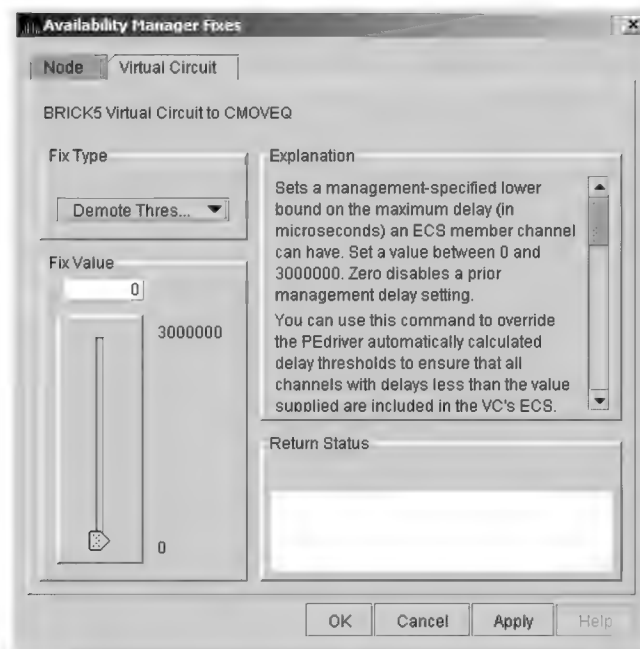 Availability Manager Fixes
Node
Virtual Circuit
BRICK5 Virtual Circuit to CMOVEQ
Fix Type
Demote Thres...
Fix Value
0
3000000
0
Explanation
Sets a management-specified lower
bound on the maximum delay (in
microseconds) an ECS member channel
can have. Set a value between 0 and
3000000. Zero disables a prior
management delay setting.
You can use this command to override
the PEdriver automatically calculated
delay thresholds to ensure that all
channels with delays less than the value
supplied are included in the VC's ECS.
Return Status
OK
Cancel
Apply
Help